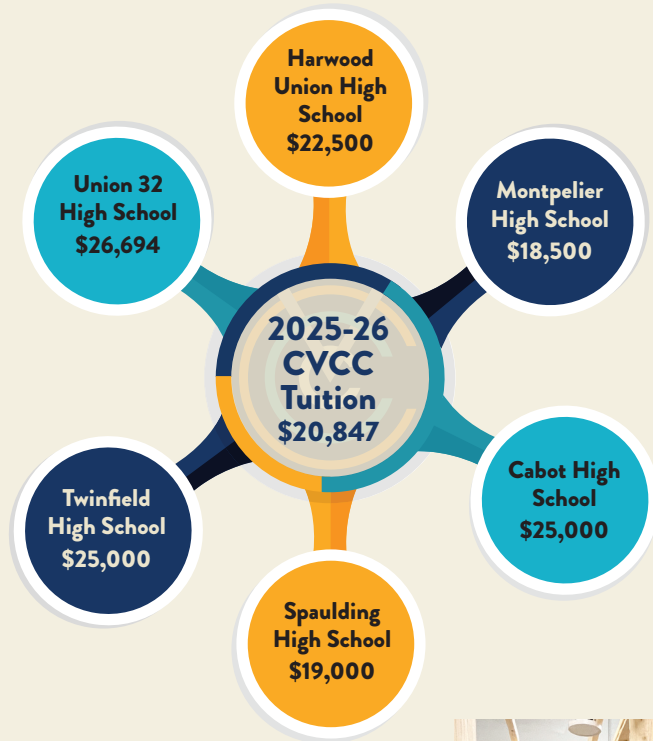 Harwood
Union High
School
$22,500
Union 32
High School
$26,694
Montpelier
High School
$18,500
2025-26
CVCC
Tuition
$20,847
Twinfield
High School
$25,000
Cabot High
School
$25,000
Spaulding
High School
$19,000